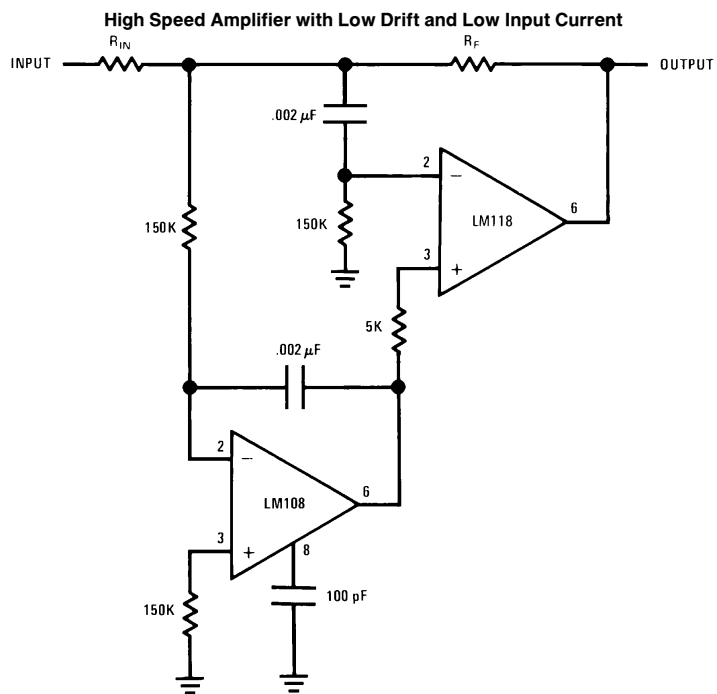 High Speed Amplifier with Low Drift and Low Input Current
R_IN
R_F
INPUT
OUTPUT
.002 μF
2
−
6
LM118
150K
150K
3
+
5K
.002 μF
2
−
6
LM108
3
+
8
150K
100 pF